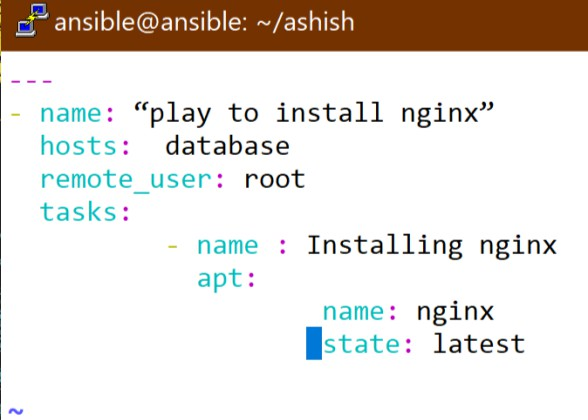 ansible@ansible: ~/ashish
---
- name: “play to install nginx”
  hosts:  database
  remote_user: root
  tasks:
          - name : Installing nginx
            apt:
                    name: nginx
                    state: latest
~